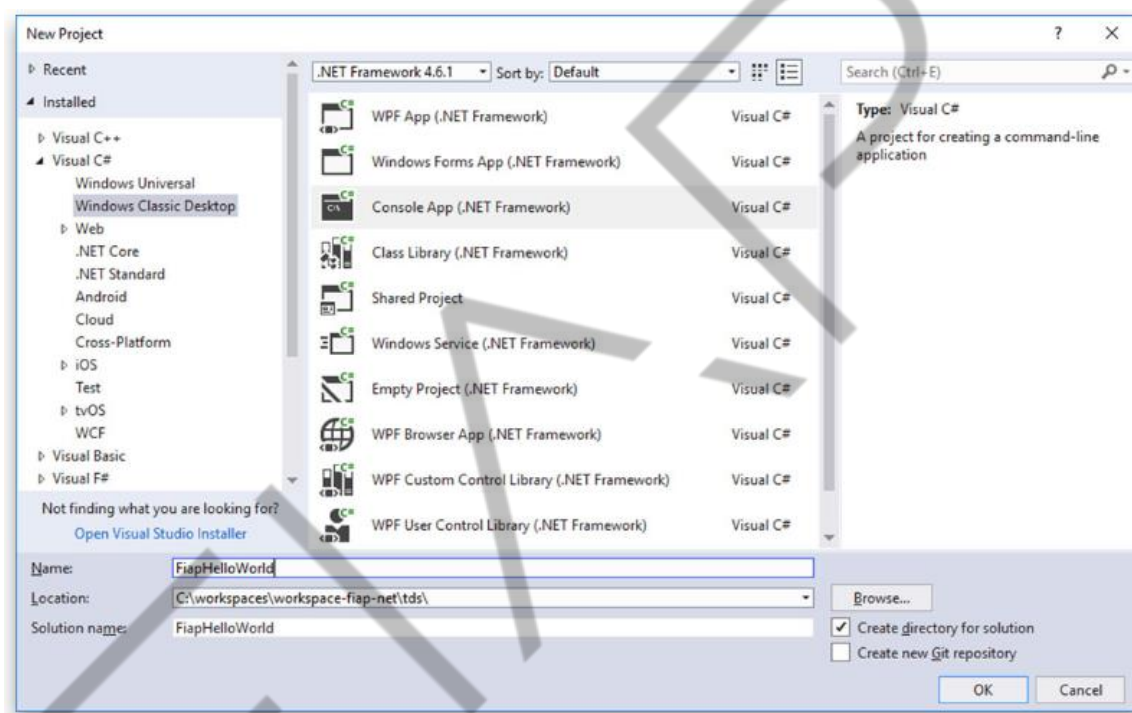 New Project
? ×
Recent
Installed
Visual C++
Visual C#
Windows Universal
Windows Classic Desktop
Web
.NET Core
.NET Standard
Android
Cloud
Cross-Platform
iOS
Test
tvOS
WCF
Visual Basic
Visual F#
Not finding what you are looking for?
Open Visual Studio Installer
.NET Framework 4.6.1 Sort by: Default
WPF App (.NET Framework) Visual C#
Windows Forms App (.NET Framework) Visual C#
Console App (.NET Framework) Visual C#
Class Library (.NET Framework) Visual C#
Shared Project Visual C#
Windows Service (.NET Framework) Visual C#
Empty Project (.NET Framework) Visual C#
WPF Browser App (.NET Framework) Visual C#
WPF Custom Control Library (.NET Framework) Visual C#
WPF User Control Library (.NET Framework) Visual C#
Search (Ctrl+E)
Type: Visual C#
A project for creating a command-line
application
Name: FiapHelloWorld
Location: C:\workspaces\workspace-fiap-net\tds\ Browse...
Solution name: FiapHelloWorld
Create directory for solution
Create new Git repository
OK Cancel
FIAP